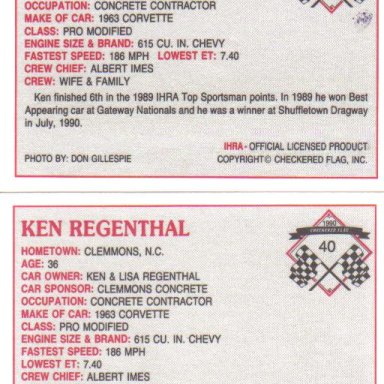 OCCUPATION: CONCRETE CONTRACTOR
MAKE OF CAR: 1963 CORVETTE
CLASS: PRO MODIFIED
ENGINE SIZE & BRAND: 615 CU. IN. CHEVY
FASTEST SPEED: 186 MPH LOWEST ET: 7.40
CREW CHIEF: ALBERT IMES
CREW: WIFE & FAMILY
Ken finished 6th in the 1989 IHRA Top Sportsman points. In 1989 he won Best
Appearing car at Gateway Nationals and he was a winner at Shuffletown Dragway
in July, 1990.
IHRA - OFFICIAL LICENSED PRODUCT
PHOTO BY: DON GILLESPIE COPYRIGHT© CHECKERED FLAG, INC.
KEN REGENTHAL
1990
CHECKERED FLAG
40
HOMETOWN: CLEMMONS, N.C.
AGE: 36
CAR OWNER: KEN & LISA REGENTHAL
CAR SPONSOR: CLEMMONS CONCRETE
OCCUPATION: CONCRETE CONTRACTOR
MAKE OF CAR: 1963 CORVETTE
CLASS: PRO MODIFIED
ENGINE SIZE & BRAND: 615 CU. IN. CHEVY
FASTEST SPEED: 186 MPH
LOWEST ET: 7.40
CREW CHIEF: ALBERT IMES